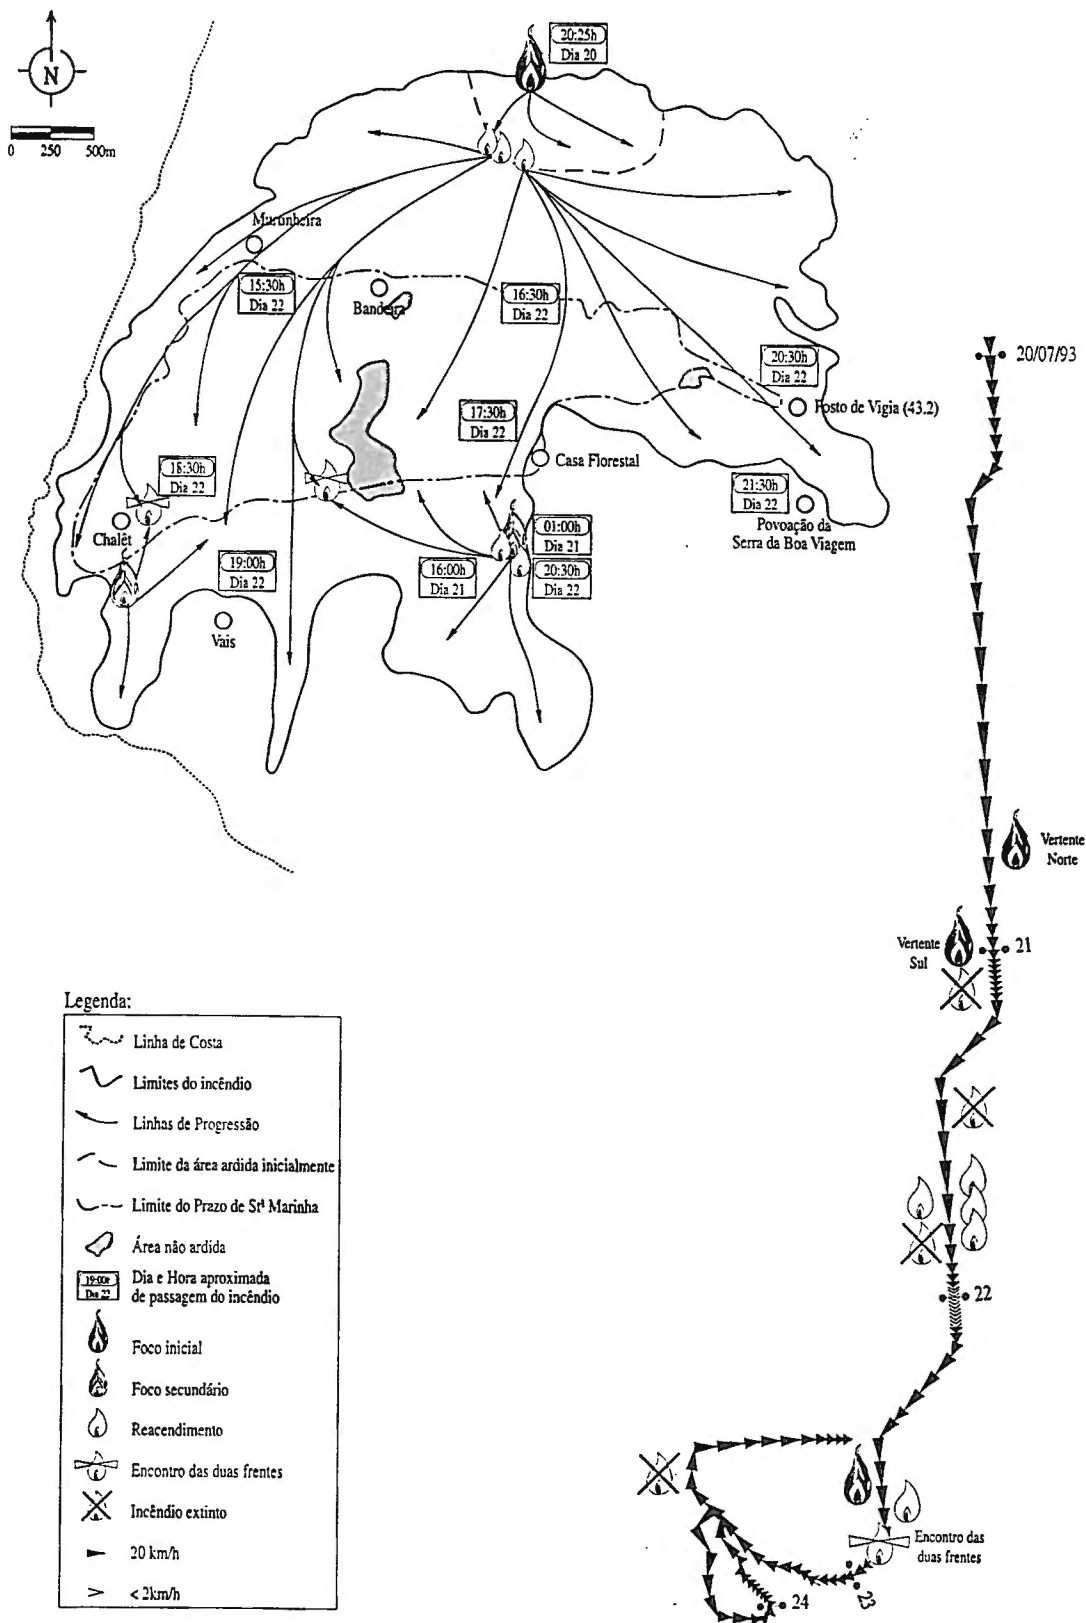 20:25h
Dia 20
N
0 250 500m
Murunheira
15:30h
Dia 22
Bandeira
16:30h
Dia 22
20:30h
Dia 22
Posto de Vigia (43.2)
17:30h
Dia 22
Casa Florestal
18:30h
Dia 22
Chalêt
21:30h
Dia 22
Povoação da
Serra da Boa Viagem
01:00h
Dia 21
19:00h
Dia 22
16:00h
Dia 21
20:30h
Dia 22
Vais
20/07/93
Vertente
Norte
Vertente
Sul
21
22
Encontro das
duas frentes
23
24
Legenda:
Linha de Costa
Limites do incêndio
Linhas de Progressão
Limite da área ardida inicialmente
Limite do Prazo de Stª Marinha
Área não ardida
19:00h
Dia 22
Dia e Hora aproximada
de passagem do incêndio
Foco inicial
Foco secundário
Reacendimento
Encontro das duas frentes
Incêndio extinto
20 km/h
< 2km/h